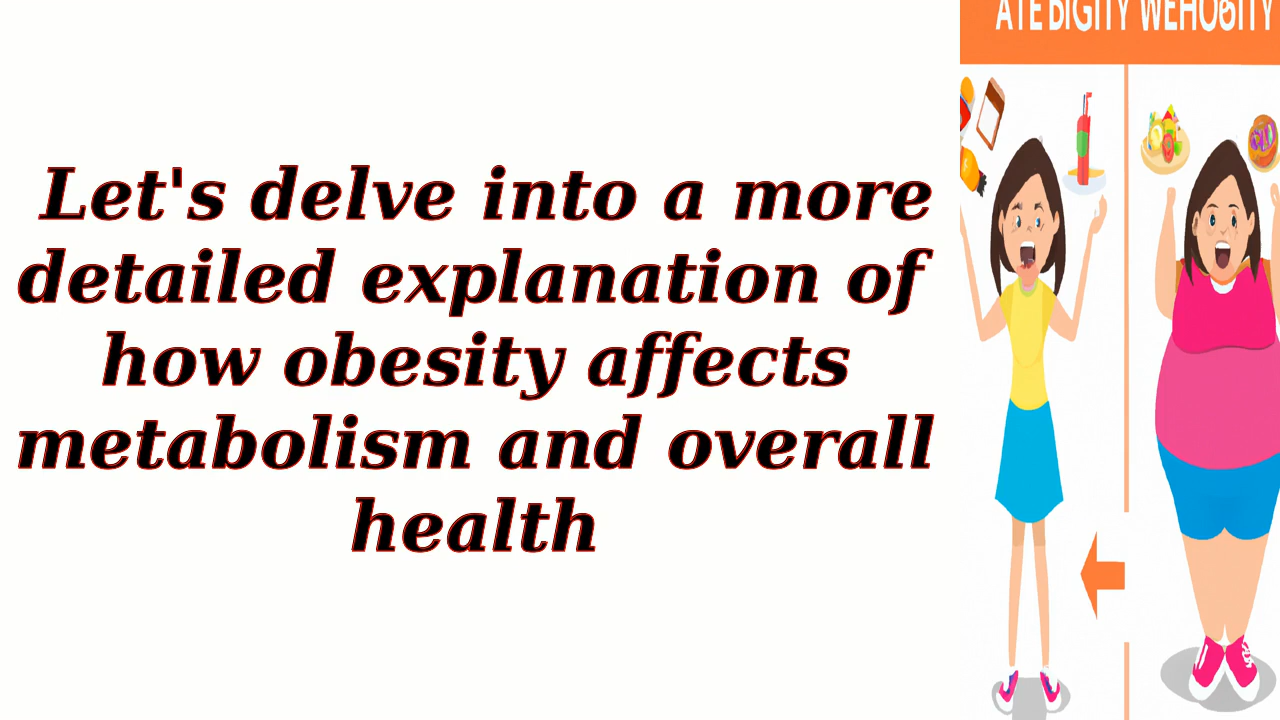 Let's delve into a more
detailed explanation of
how obesity affects
metabolism and overall
health